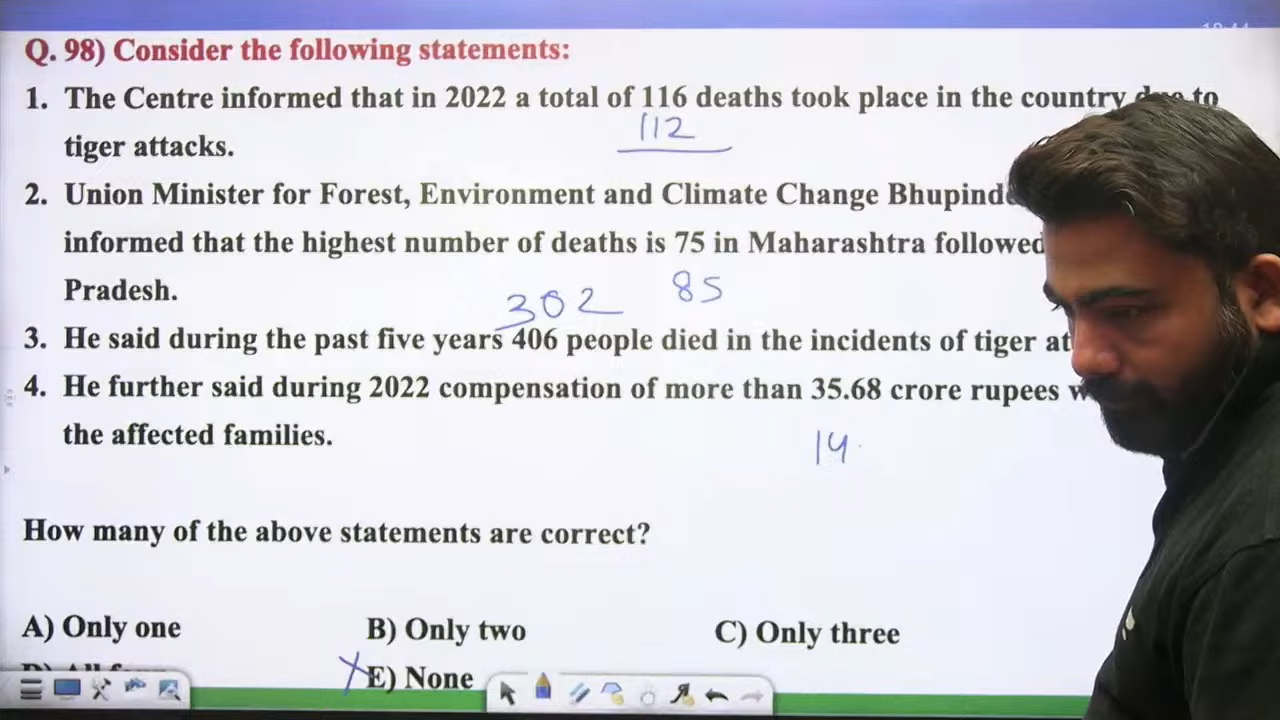 Q. 98) Consider the following statements:
1. The Centre informed that in 2022 a total of 116 deaths took place in the country due to
112
tiger attacks.
2. Union Minister for Forest, Environment and Climate Change Bhupinde
informed that the highest number of deaths is 75 in Maharashtra followed
85
Pradesh.
302
3. He said during the past five years 406 people died in the incidents of tiger at
4. He further said during 2022 compensation of more than 35.68 crore rupees w
the affected families.
14
How many of the above statements are correct?
A) Only one B) Only two C) Only three
E) None